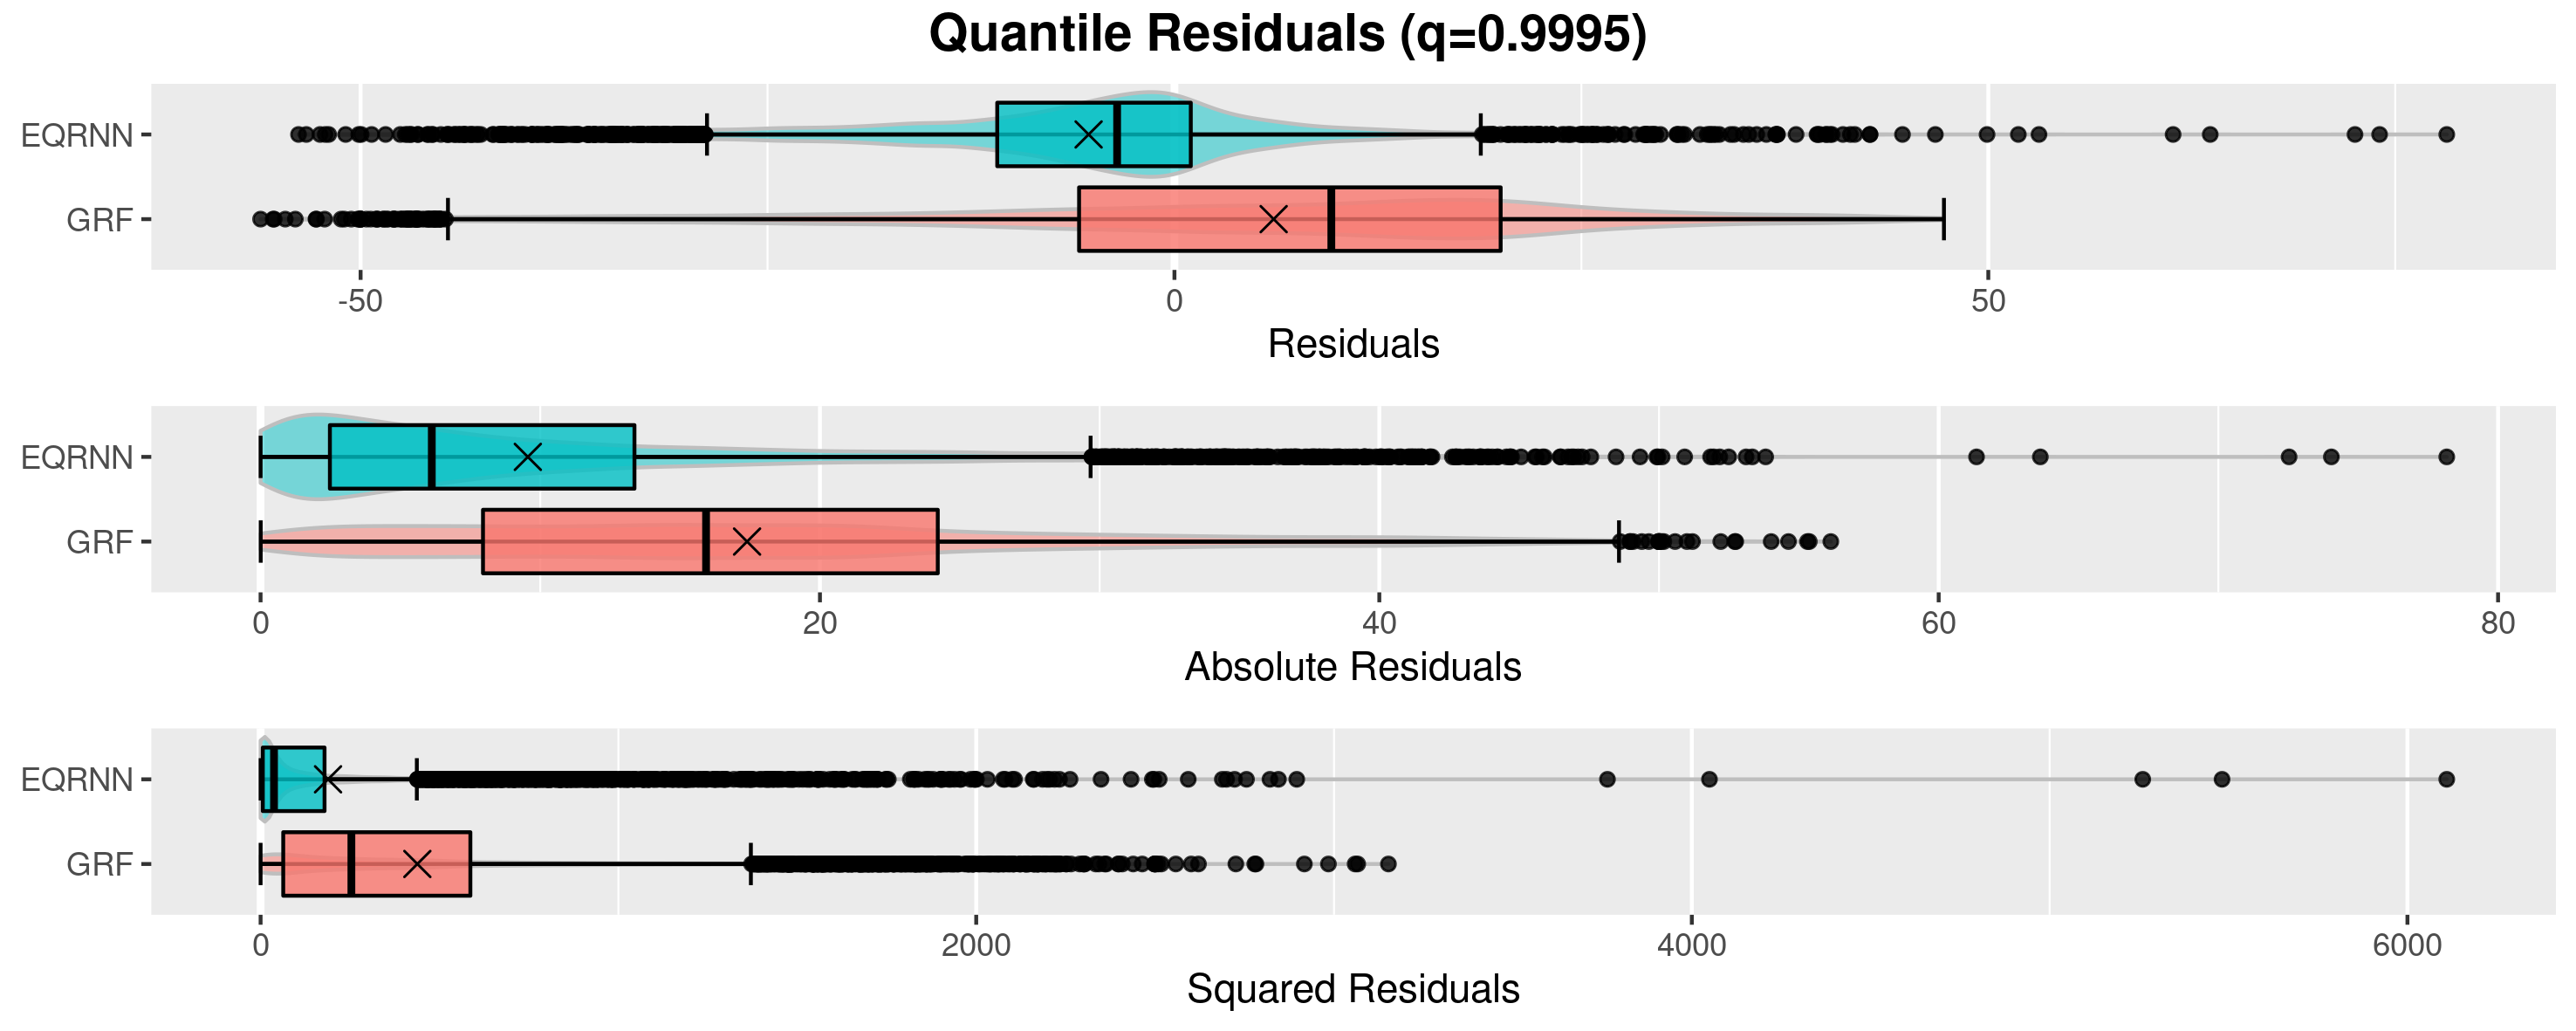 Quantile Residuals (q=0.9995)
EQRNN
GRF
-50 0 50
Residuals
EQRNN
GRF
0 20 40 60 80
Absolute Residuals
EQRNN
GRF
0 2000 4000 6000
Squared Residuals